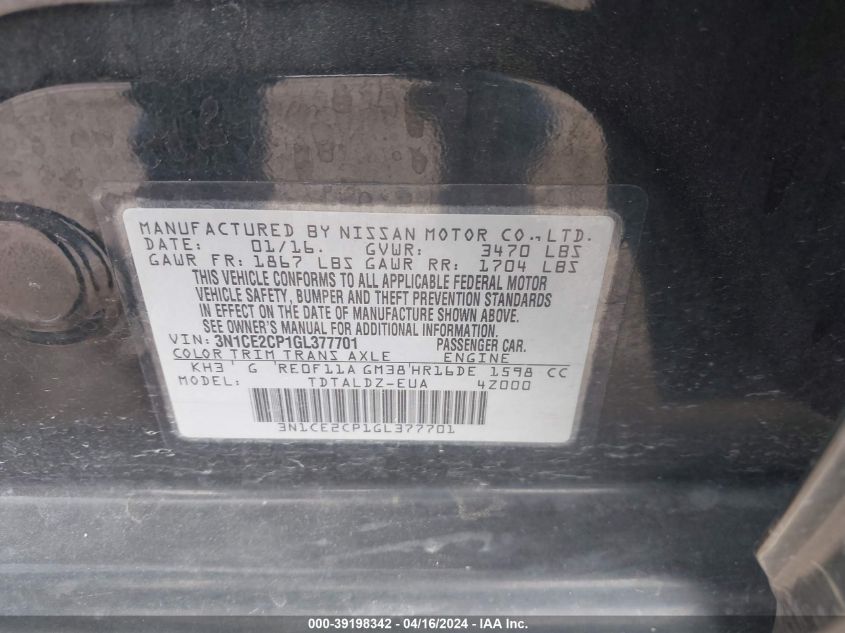 MANUFACTURED BY NISSAN MOTOR CO.,LTD.
DATE: 01/16. GVWR: 3470 LBS
GAWR FR: 1867 LBS GAWR RR: 1704 LBS
THIS VEHICLE CONFORMS TO ALL APPLICABLE FEDERAL MOTOR
VEHICLE SAFETY, BUMPER AND THEFT PREVENTION STANDARDS
IN EFFECT ON THE DATE OF MANUFACTURE SHOWN ABOVE.
SEE OWNER'S MANUAL FOR ADDITIONAL INFORMATION.
VIN: 3N1CE2CP1GL377701 PASSENGER CAR.
COLOR TRIM TRANS AXLE ENGINE
KH3 G RE0F11A GM38 HR16DE 1598 CC
MODEL: TDTALDZ-EUA 4Z000
3N1CE2CP1GL377701
000-39198342 - 04/16/2024 - IAA Inc.